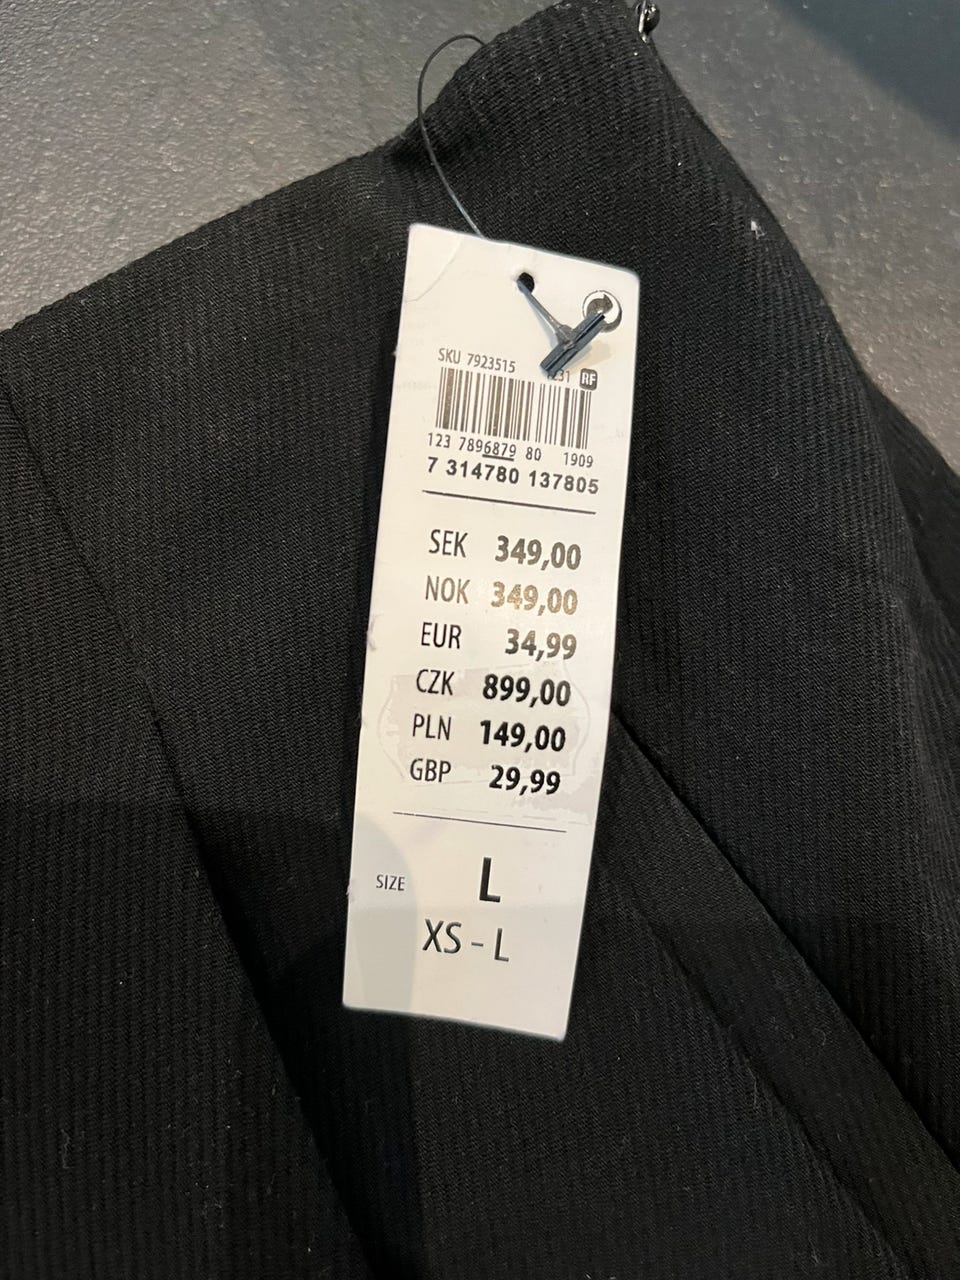 SKU 7923515
RF
123 7896879 80 1909
7 314780 137805
SEK 349,00
NOK 349,00
EUR 34,99
CZK 899,00
PLN 149,00
GBP 29,99
SIZE L
XS - L